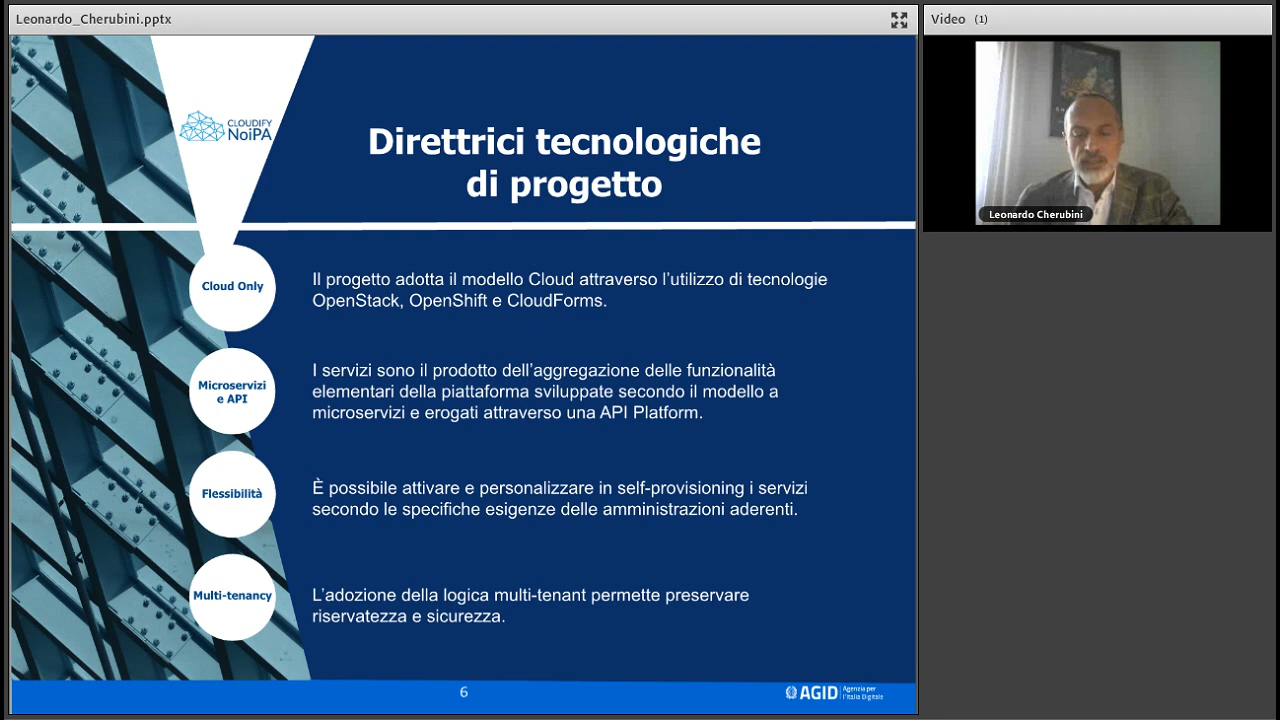 Leonardo_Cherubini.pptx
Video (1)
CLOUDIFY
NoiPA
Direttrici tecnologiche
di progetto
Cloud Only
Il progetto adotta il modello Cloud attraverso l’utilizzo di tecnologie
OpenStack, OpenShift e CloudForms.
Microservizi
e API
I servizi sono il prodotto dell’aggregazione delle funzionalità
elementari della piattaforma sviluppate secondo il modello a
microservizi e erogati attraverso una API Platform.
Flessibilità
È possibile attivare e personalizzare in self-provisioning i servizi
secondo le specifiche esigenze delle amministrazioni aderenti.
Multi-tenancy
L’adozione della logica multi-tenant permette preservare
riservatezza e sicurezza.
6
AGID
Agenzia per
l’Italia Digitale
Leonardo Cherubini